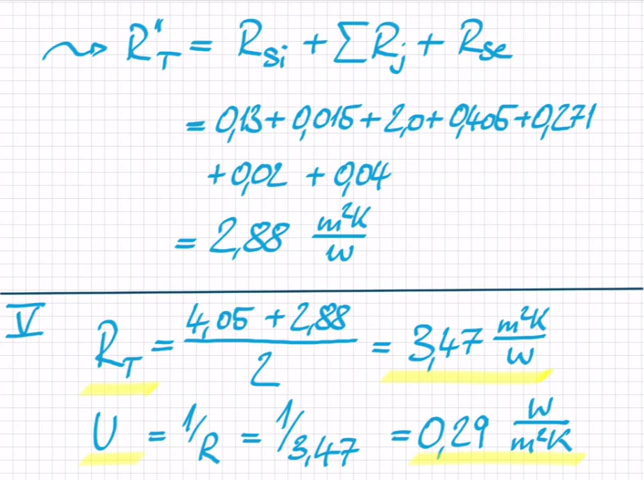 ⇝ R"T = Rsi + ∑Rj + Rse
= 0,13 + 0,015 + 2,0 + 0,405 + 0,271
+ 0,02 + 0,04
= 2,88 m²K/W
V RT = (4,05 + 2,88)/2 = 3,47 m²K/W
U = 1/R = 1/3,47 = 0,29 W/m²K